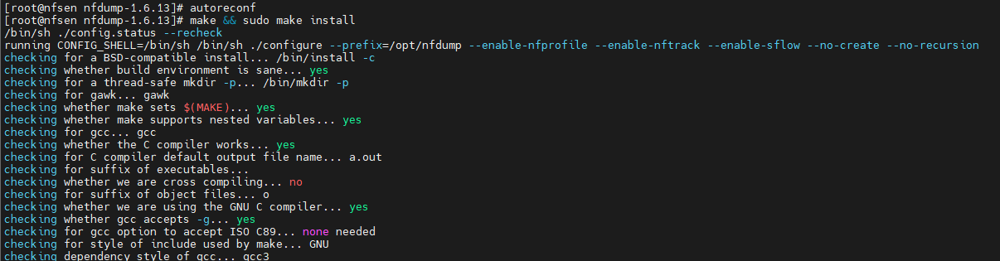 [root@nfsen nfdump-1.6.13]# autoreconf
[root@nfsen nfdump-1.6.13]# make && sudo make install
/bin/sh ./config.status --recheck
running CONFIG_SHELL=/bin/sh /bin/sh ./configure --prefix=/opt/nfdump --enable-nfprofile --enable-nftrack --enable-sflow --no-create --no-recursion
checking for a BSD-compatible install... /bin/install -c
checking whether build environment is sane... yes
checking for a thread-safe mkdir -p... /bin/mkdir -p
checking for gawk... gawk
checking whether make sets $(MAKE)... yes
checking whether make supports nested variables... yes
checking for gcc... gcc
checking whether the C compiler works... yes
checking for C compiler default output file name... a.out
checking for suffix of executables...
checking whether we are cross compiling... no
checking for suffix of object files... o
checking whether we are using the GNU C compiler... yes
checking whether gcc accepts -g... yes
checking for gcc option to accept ISO C89... none needed
checking for style of include used by make... GNU
checking dependency style of gcc... gcc3